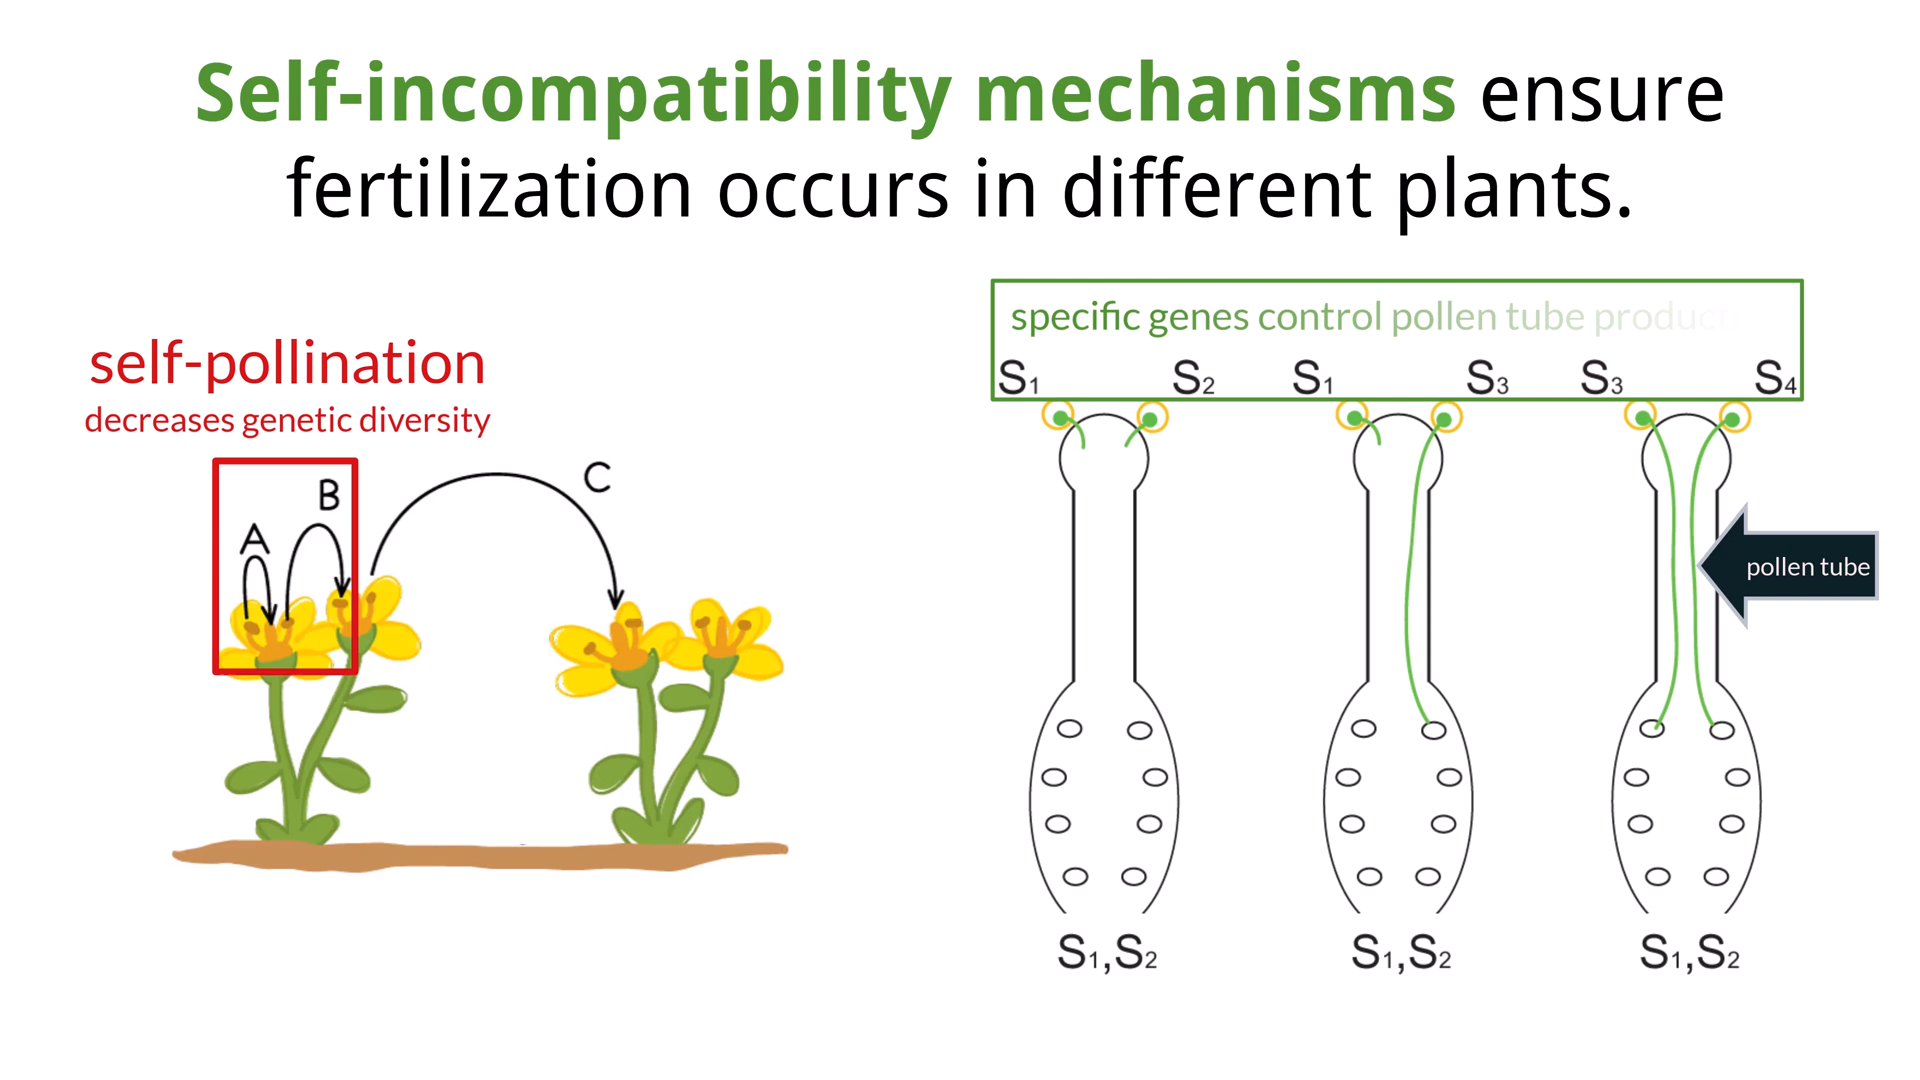 Self-incompatibility mechanisms ensure
fertilization occurs in different plants.
self-pollination
decreases genetic diversity
A
B
C
specific genes control pollen tube
S1 S2 S1 S3 S3 S4
pollen tube
S1,S2 S1,S2 S1,S2